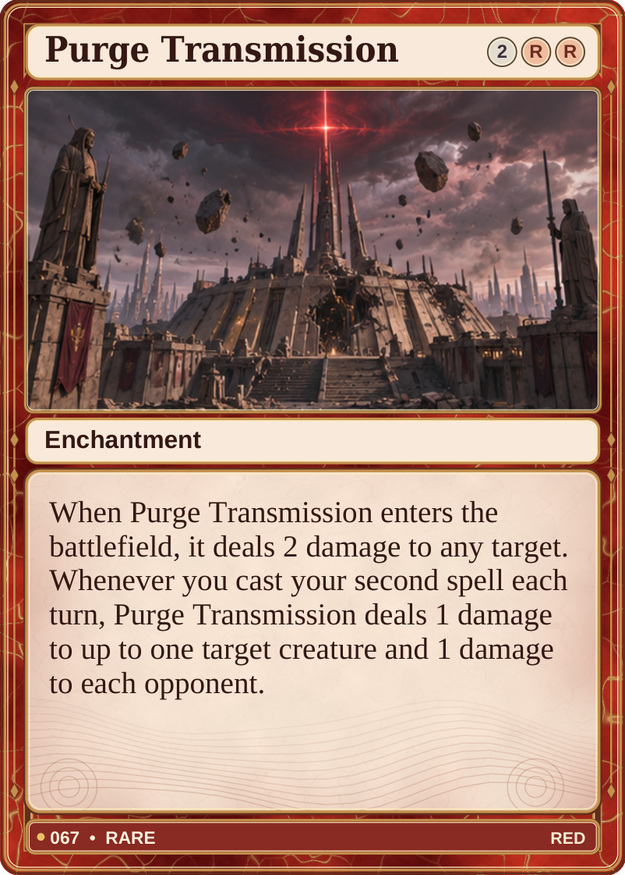 Purge Transmission 2 R R
Enchantment
When Purge Transmission enters the
battlefield, it deals 2 damage to any target.
Whenever you cast your second spell each
turn, Purge Transmission deals 1 damage
to up to one target creature and 1 damage
to each opponent.
067 • RARE RED